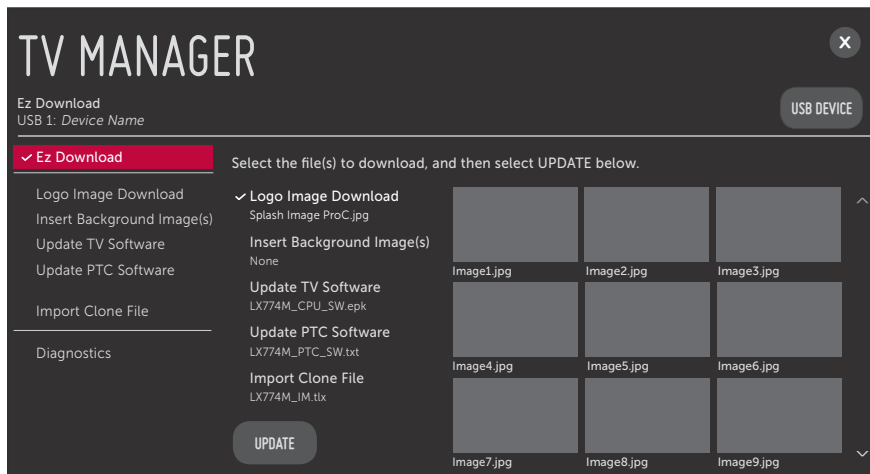 TV MANAGER
X
Ez Download
USB 1: Device Name
USB DEVICE
Ez Download
Logo Image Download
Insert Background Image(s)
Update TV Software
Update PTC Software
Import Clone File
Diagnostics
Select the file(s) to download, and then select UPDATE below.
Logo Image Download
Splash Image ProC.jpg
Insert Background Image(s)
None
Update TV Software
LX774M_CPU_SW.epk
Update PTC Software
LX774M_PTC_SW.txt
Import Clone File
LX774M_IM.tlx
UPDATE
Image1.jpg
Image2.jpg
Image3.jpg
Image4.jpg
Image5.jpg
Image6.jpg
Image7.jpg
Image8.jpg
Image9.jpg